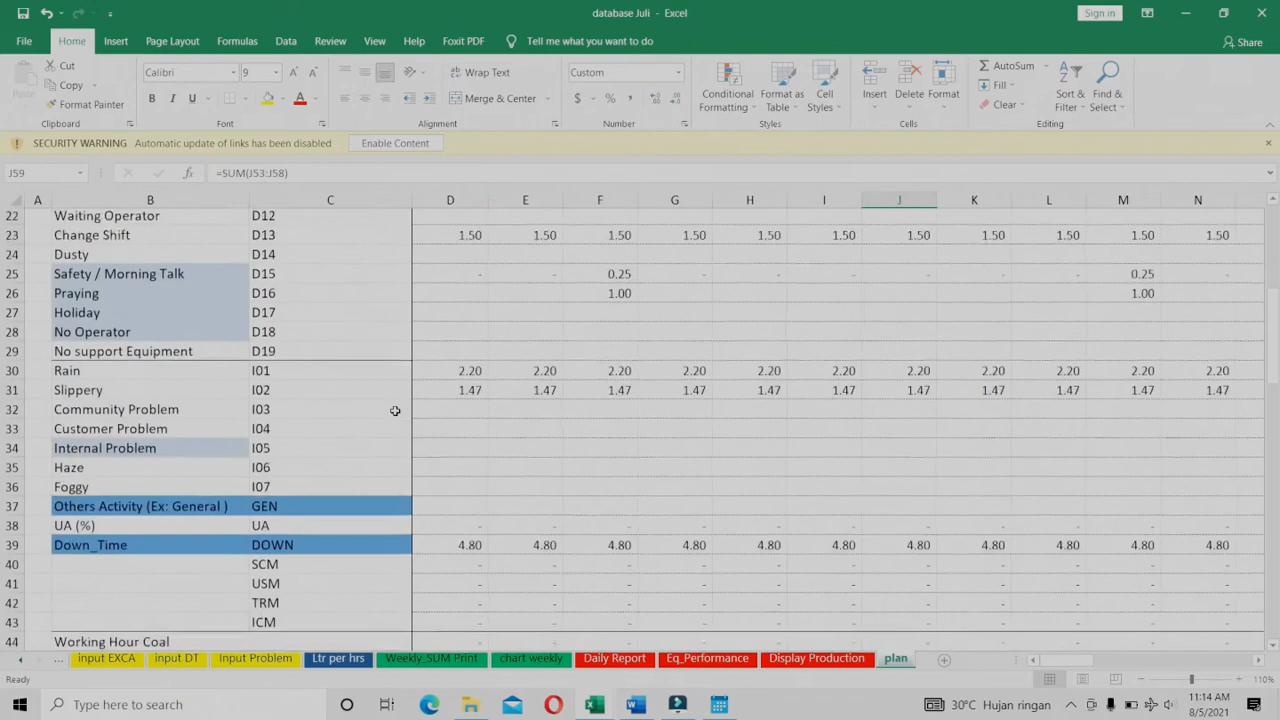 database Juli - Excel
Sign in
File Home Insert Page Layout Formulas Data Review View Help Foxit PDF Tell me what you want to do Share
Cut
Copy
Format Painter
Paste
Clipboard
Calibri 9
B I U
Font
Wrap Text
Merge & Center
Alignment
Custom
$ % ,
Number
Conditional Formatting
Format as Table
Cell Styles
Styles
Insert Delete Format
Cells
AutoSum
Fill
Clear
Sort & Filter
Find & Select
Editing
SECURITY WARNING Automatic update of links has been disabled Enable Content
J59 fx =SUM(J53:J58)
A B C D E F G H I J K L M N
22 Waiting Operator D12
23 Change Shift D13 1.50 1.50 1.50 1.50 1.50 1.50 1.50 1.50 1.50 1.50 1.50
24 Dusty D14
25 Safety / Morning Talk D15 - - 0.25 - - - - - - 0.25 -
26 Praying D16 1.00 1.00
27 Holiday D17
28 No Operator D18
29 No support Equipment D19
30 Rain I01 2.20 2.20 2.20 2.20 2.20 2.20 2.20 2.20 2.20 2.20 2.20
31 Slippery I02 1.47 1.47 1.47 1.47 1.47 1.47 1.47 1.47 1.47 1.47 1.47
32 Community Problem I03
33 Customer Problem I04
34 Internal Problem I05
35 Haze I06
36 Foggy I07
37 Others Activity (Ex: General ) GEN
38 UA (%) UA - - - - - - - - - - -
39 Down_Time DOWN 4.80 4.80 4.80 4.80 4.80 4.80 4.80 4.80 4.80 4.80 4.80
40 SCM - - - - - - - - - - -
41 USM - - - - - - - - - - -
42 TRM - - - - - - - - - - -
43 ICM - - - - - - - - - - -
44 Working Hour Coal - - - - - - - - - - -
... input EXCA input DT Input Problem Ltr per hrs Weekly_SUM Print chart weekly Daily Report Eq_Performance Display Production plan
Ready 110%
Type here to search 30°C Hujan ringan 11:14 AM
8/5/2021